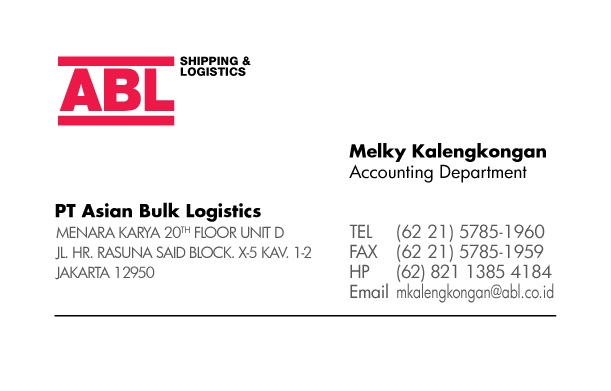 ABL
SHIPPING &
LOGISTICS
Melky Kalengkongan
Accounting Department
PT Asian Bulk Logistics
MENARA KARYA 20TH FLOOR UNIT D
JL. HR. RASUNA SAID BLOCK. X-5 KAV. 1-2
JAKARTA 12950
TEL (62 21) 5785-1960
FAX (62 21) 5785-1959
HP (62) 821 1385 4184
Email mkalengkongan@abl.co.id